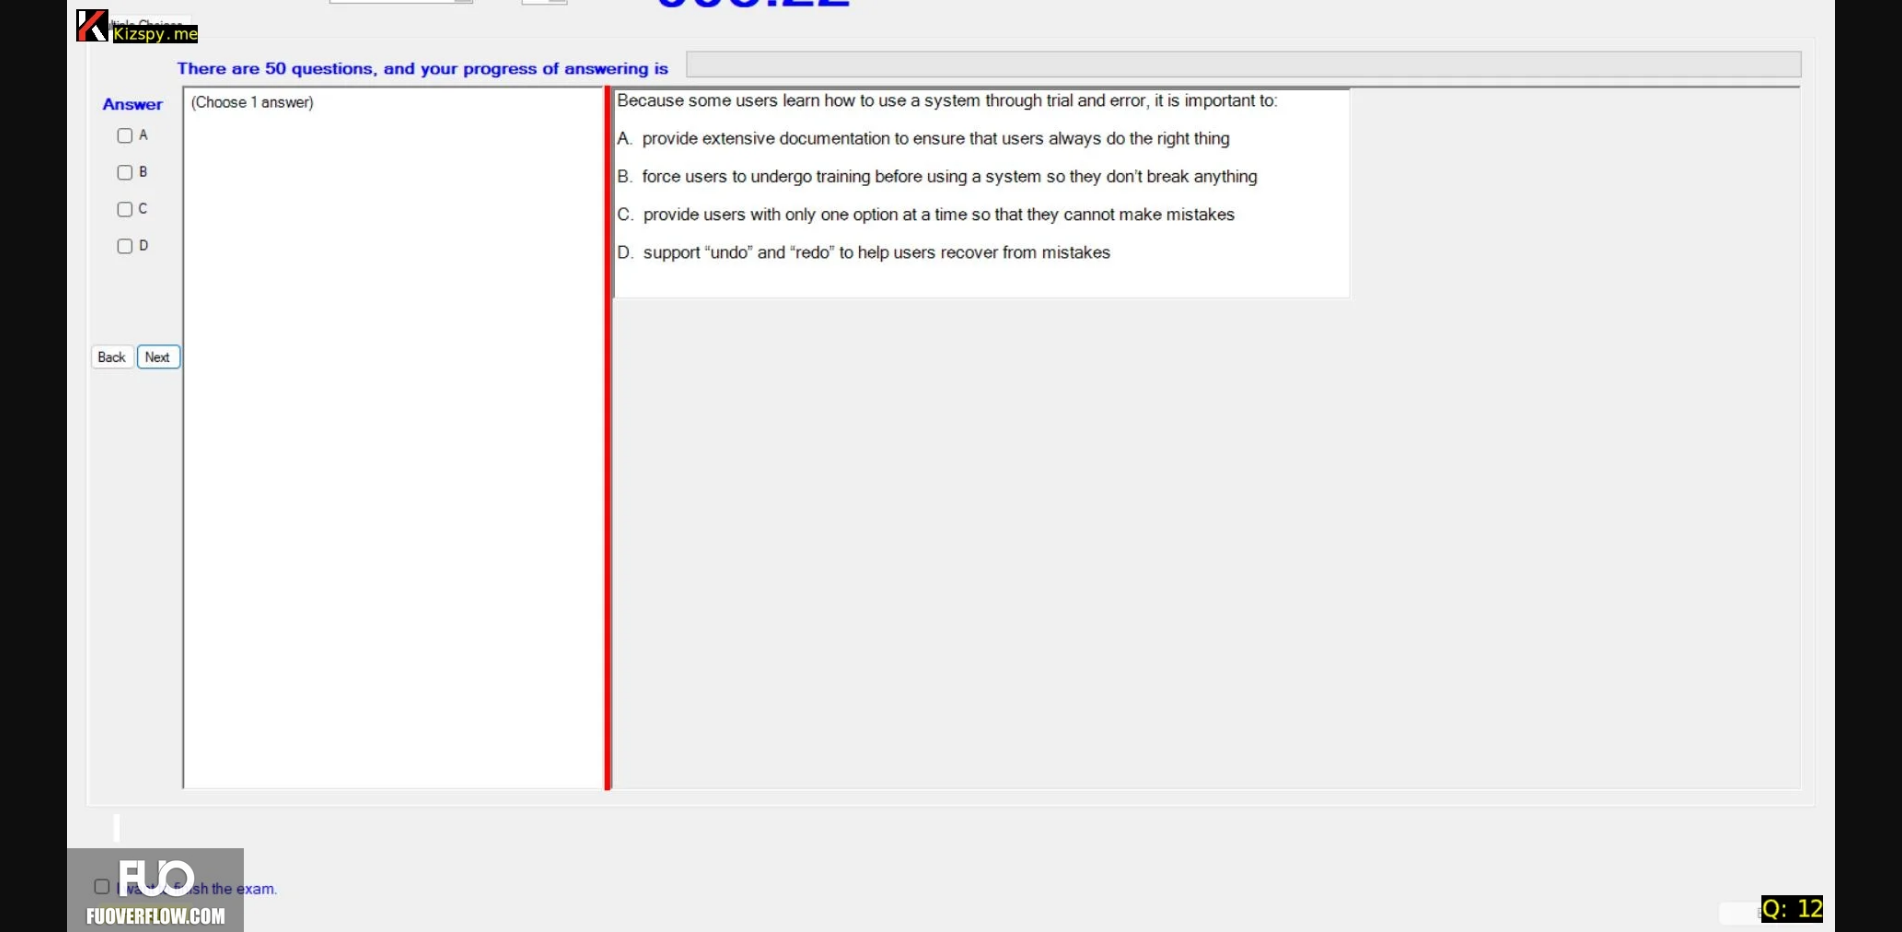 Kizspy.me
There are 50 questions, and your progress of answering is
Answer
(Choose 1 answer)
A
B
C
D
Back
Next
Because some users learn how to use a system through trial and error, it is important to:
A. provide extensive documentation to ensure that users always do the right thing
B. force users to undergo training before using a system so they don't break anything
C. provide users with only one option at a time so that they cannot make mistakes
D. support “undo” and “redo” to help users recover from mistakes
FUO
the exam.
FUOVERFLOW.COM
Q: 12